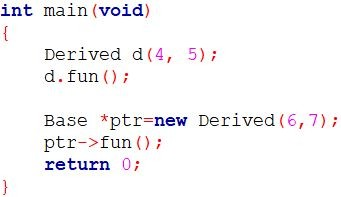 int main(void)
{
    Derived d(4, 5);
    d.fun();
    Base *ptr=new Derived(6,7);
    ptr->fun();
    return 0;
}